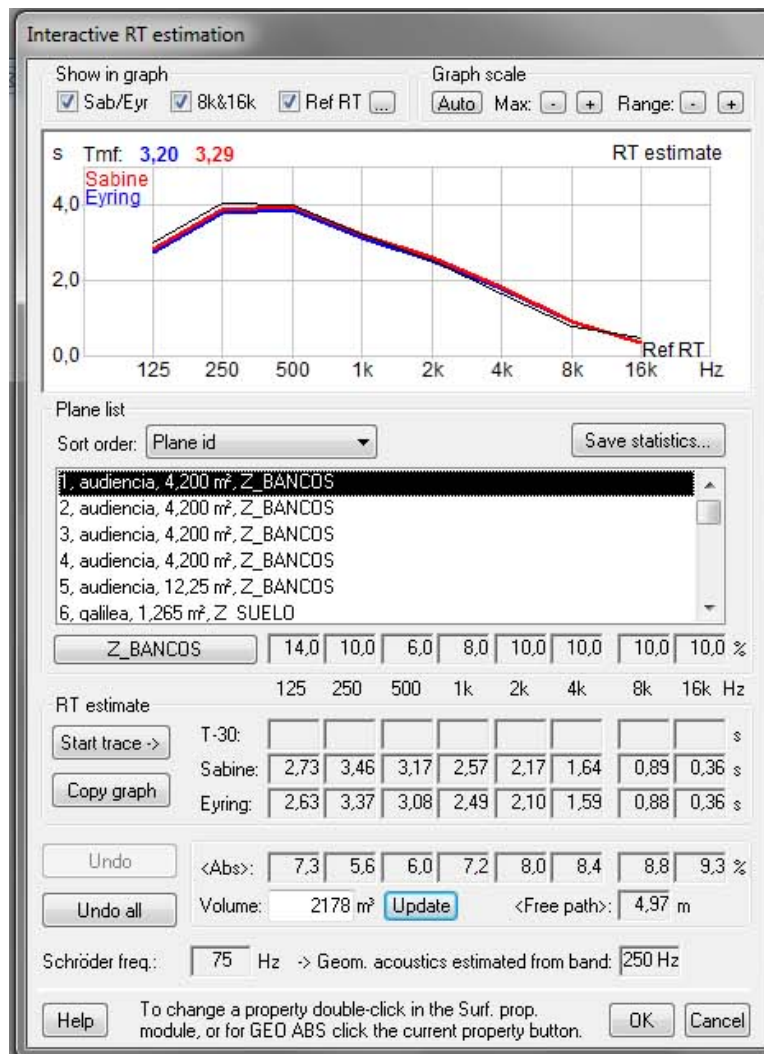 Interactive RT estimation
Show in graph
Sab/Eyr 8k&16k Ref RT ...
Graph scale
Auto Max: - + Range: - +
s Tmf: 3,20 3,29 RT estimate
Sabine
Eyring
4,0
2,0
0,0
Ref RT
125 250 500 1k 2k 4k 8k 16k Hz
Plane list
Sort order: Plane id Save statistics...
1, audiencia, 4,200 m², Z_BANCOS
2, audiencia, 4,200 m², Z_BANCOS
3, audiencia, 4,200 m², Z_BANCOS
4, audiencia, 4,200 m², Z_BANCOS
5, audiencia, 12,25 m², Z_BANCOS
6, galilea, 1,265 m², Z_SUELO
Z_BANCOS 14,0 10,0 6,0 8,0 10,0 10,0 10,0 10,0 %
125 250 500 1k 2k 4k 8k 16k Hz
RT estimate
Start trace -> T-30: s
Sabine: 2,73 3,46 3,17 2,57 2,17 1,64 0,89 0,36 s
Copy graph
Eyring: 2,63 3,37 3,08 2,49 2,10 1,59 0,88 0,36 s
Undo <Abs>: 7,3 5,6 6,0 7,2 8,0 8,4 8,8 9,3 %
Undo all Volume: 2178 m³ Update <Free path>: 4,97 m
Schröder freq.: 75 Hz -> Geom. acoustics estimated from band: 250 Hz
Help To change a property double-click in the Surf. prop.
module, or for GEO ABS click the current property button. OK Cancel